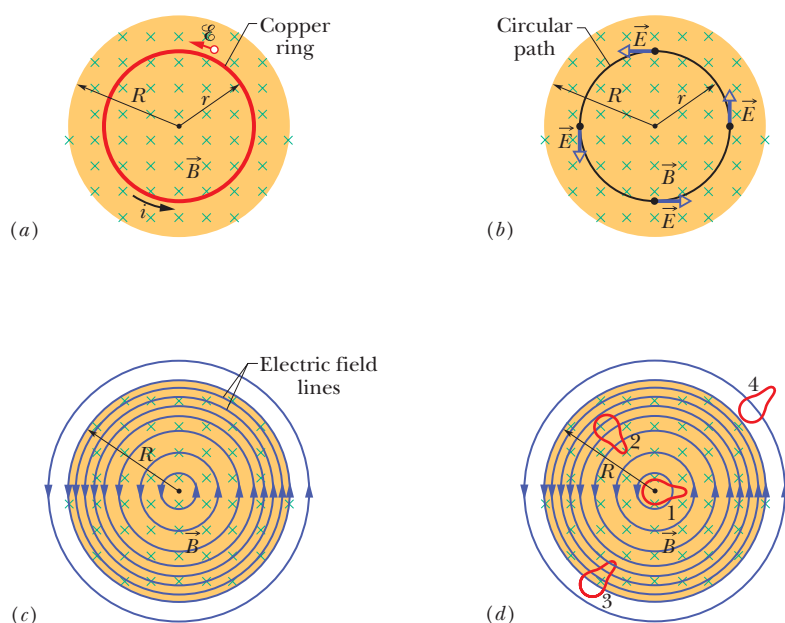 ℰ
Copper
ring
R
r
B
i
(a)
Circular
path
E
R
r
E
E
B
E
(b)
Electric field
lines
R
B
(c)
4
2
R
1
B
3
(d)